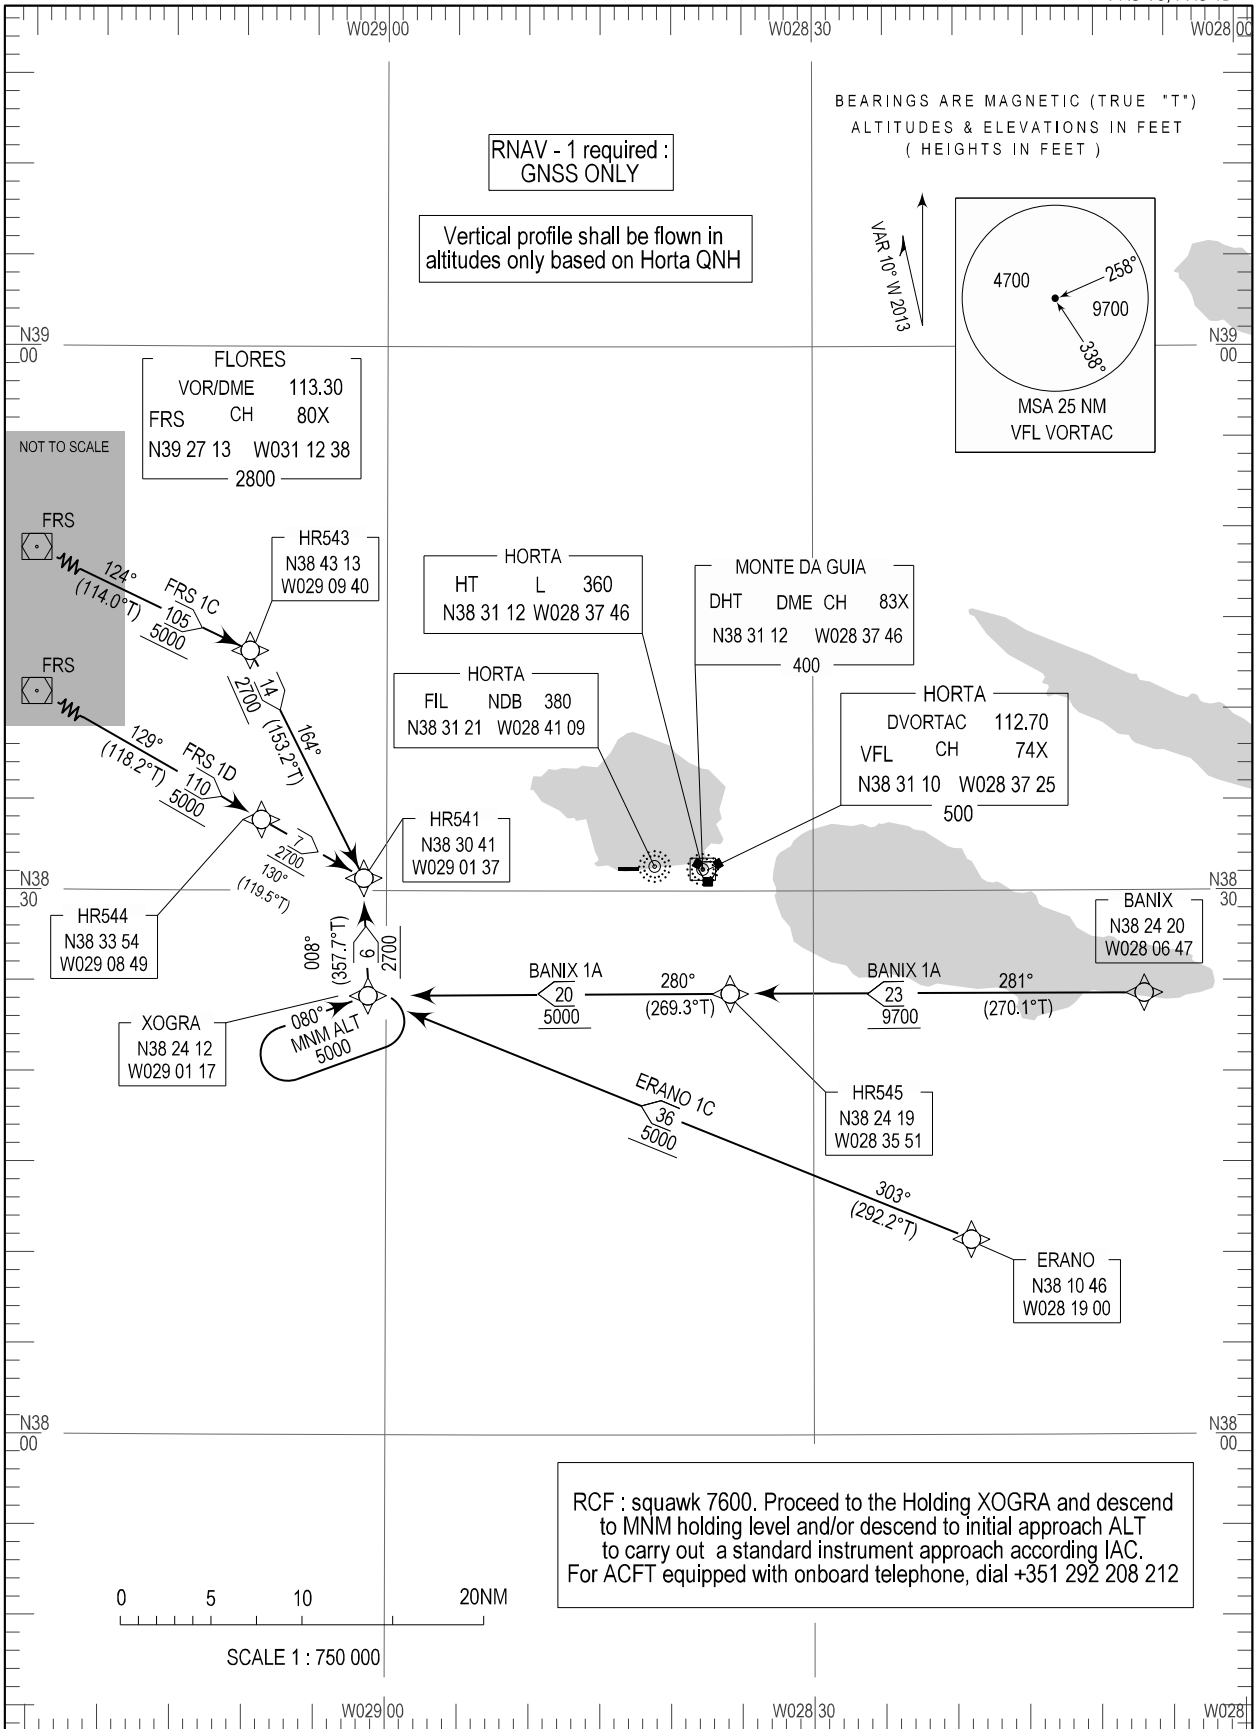 W029 00
W028 30
W028 00
BEARINGS ARE MAGNETIC (TRUE "T")
ALTITUDES & ELEVATIONS IN FEET
( HEIGHTS IN FEET )
RNAV - 1 required :
GNSS ONLY
Vertical profile shall be flown in
altitudes only based on Horta QNH
VAR 10° W 2013
4700
258°
9700
338°
MSA 25 NM
VFL VORTAC
N39
00
N39
00
FLORES
VOR/DME 113.30
FRS CH 80X
N39 27 13 W031 12 38
2800
NOT TO SCALE
FRS
124°
(114.0°T)
FRS 1C
105
5000
HR543
N38 43 13
W029 09 40
HORTA
HT L 360
N38 31 12 W028 37 46
MONTE DA GUIA
DHT DME CH 83X
N38 31 12 W028 37 46
400
FRS
129°
(118.2°T)
FRS 1D
110
5000
14
2700
164°
(153.2°T)
HORTA
FIL NDB 380
N38 31 21 W028 41 09
HORTA
DVORTAC 112.70
VFL CH 74X
N38 31 10 W028 37 25
500
7
2700
130°
(119.5°T)
HR541
N38 30 41
W029 01 37
N38
30
N38
30
HR544
N38 33 54
W029 08 49
008°
(357.7°T)
6
2700
BANIX
N38 24 20
W028 06 47
BANIX 1A
20
5000
280°
(269.3°T)
BANIX 1A
23
9700
281°
(270.1°T)
XOGRA
N38 24 12
W029 01 17
080°
MNM ALT
5000
ERANO 1C
36
5000
HR545
N38 24 19
W028 35 51
303°
(292.2°T)
ERANO
N38 10 46
W028 19 00
N38
00
N38
00
RCF : squawk 7600. Proceed to the Holding XOGRA and descend
to MNM holding level and/or descend to initial approach ALT
to carry out a standard instrument approach according IAC.
For ACFT equipped with onboard telephone, dial +351 292 208 212
0 5 10 20NM
SCALE 1 : 750 000
W029 00
W028 30
W028